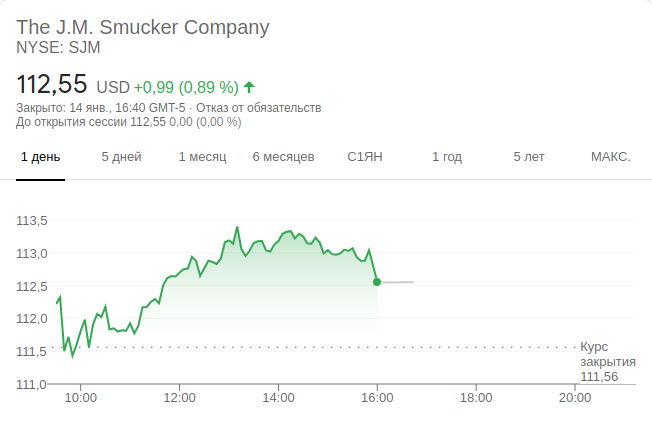 The J.M. Smucker Company
NYSE: SJM
112,55 USD +0,99 (0,89 %)
Закрыто: 14 янв., 16:40 GMT-5 · Отказ от обязательств
До открытия сессии 112,55 0,00 (0,00 %)
1 день 5 дней 1 месяц 6 месяцев С1ЯН 1 год 5 лет МАКС.
113,5
113,0
112,5
112,0
111,5
111,0
Курс
закрытия
111,56
10:00 12:00 14:00 16:00 18:00 20:00